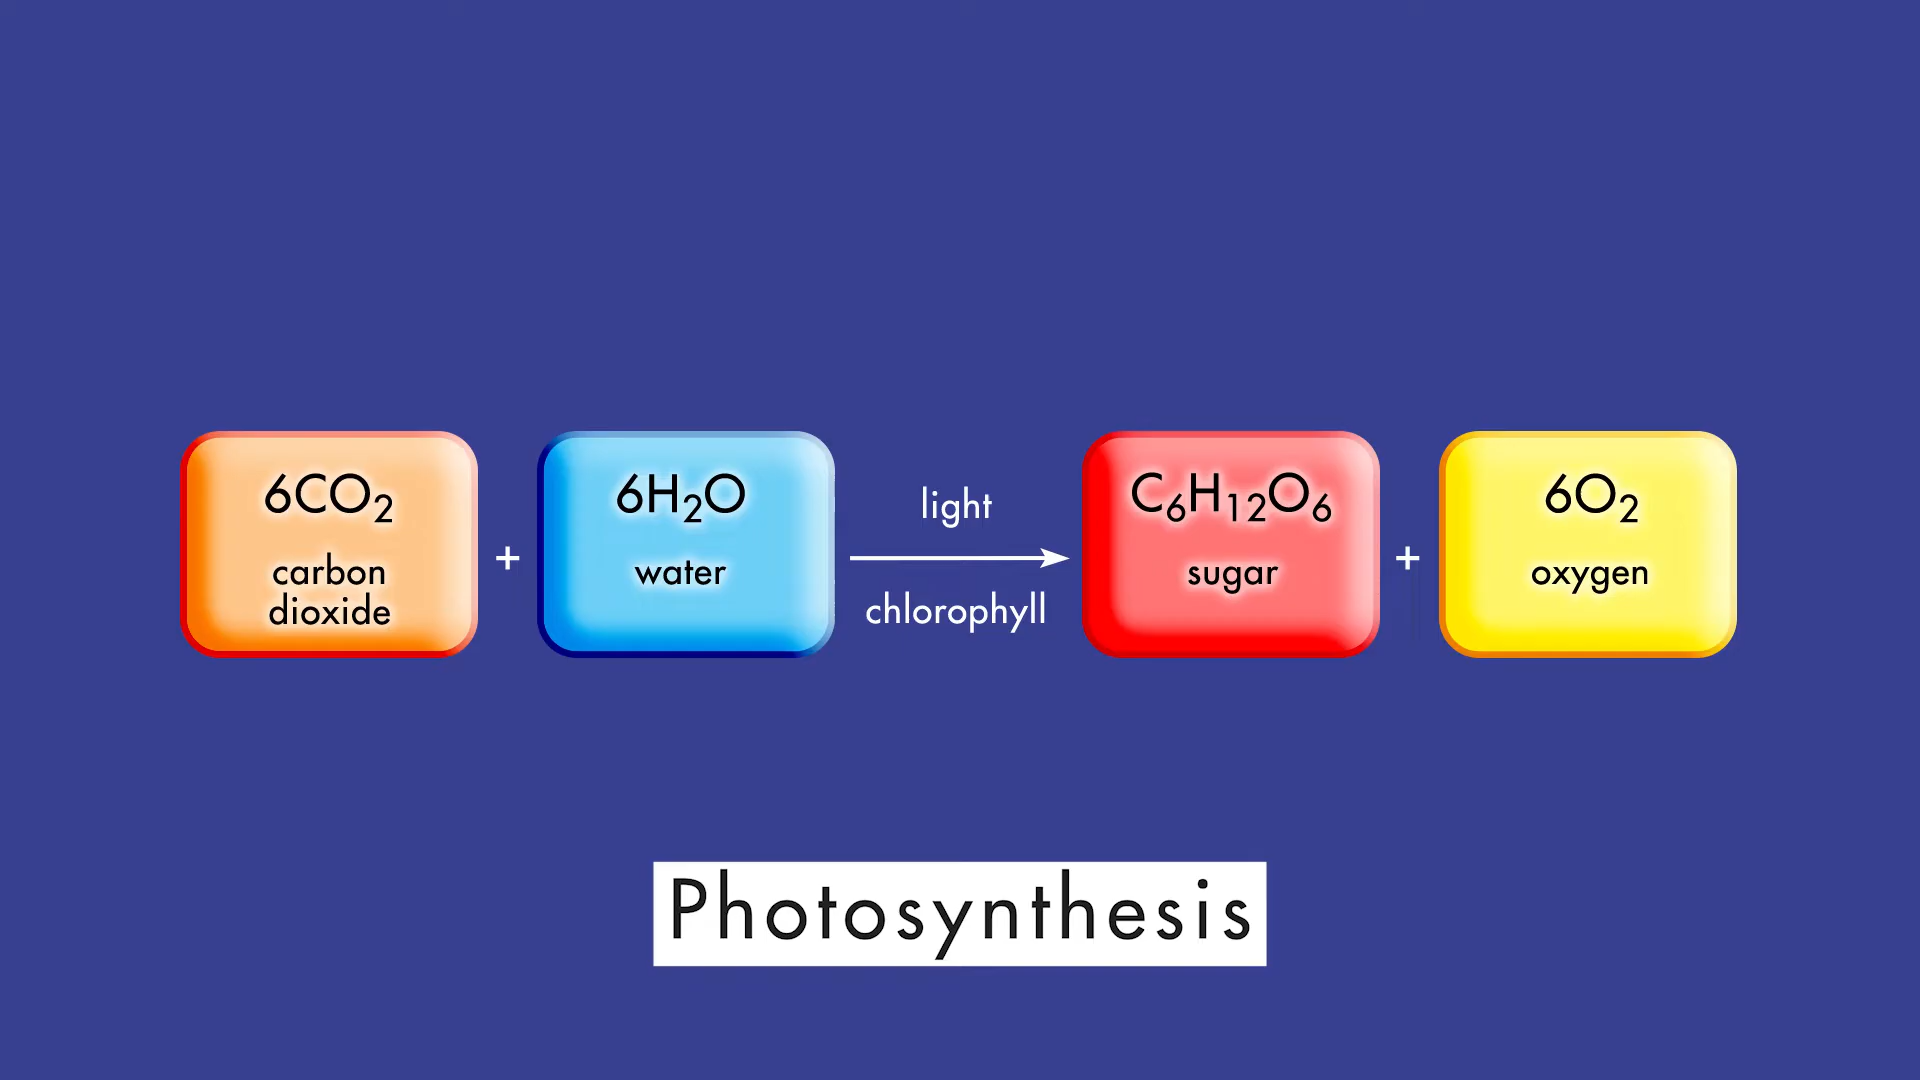 6CO₂
carbon
dioxide
+
6H₂O
water
light
chlorophyll
C₆H₁₂O₆
sugar
+
6O₂
oxygen
Photosynthesis